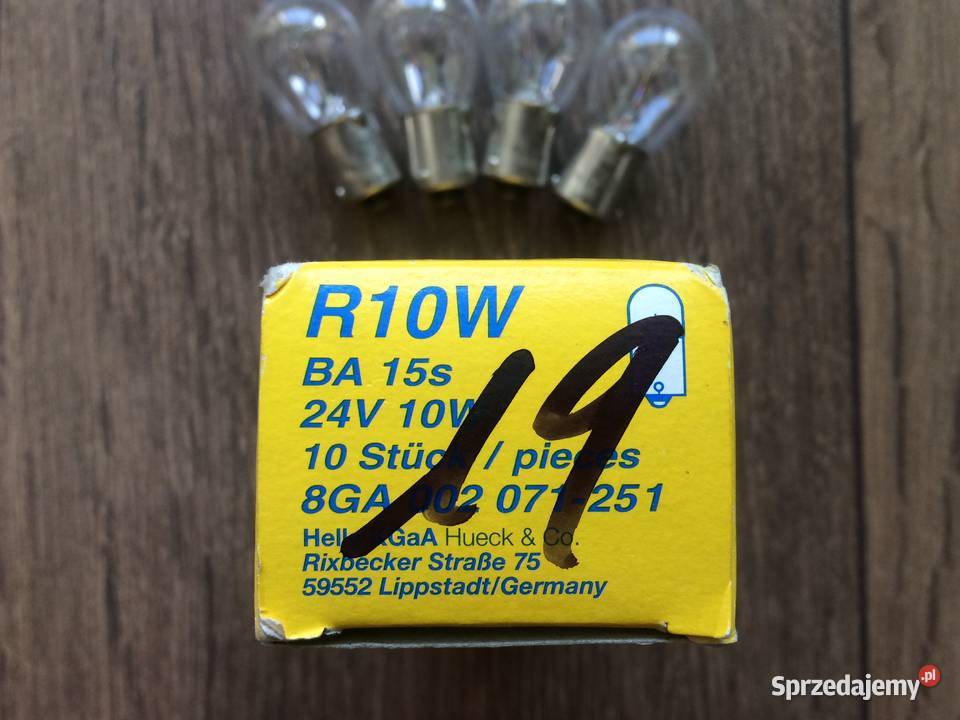 R10W
BA 15s
24V 10W
10 Stück / pieces
8GA 002 071-251
Hella KGaA Hueck & Co.
Rixbecker Straße 75
59552 Lippstadt/Germany
19
Sprzedajemy.pl